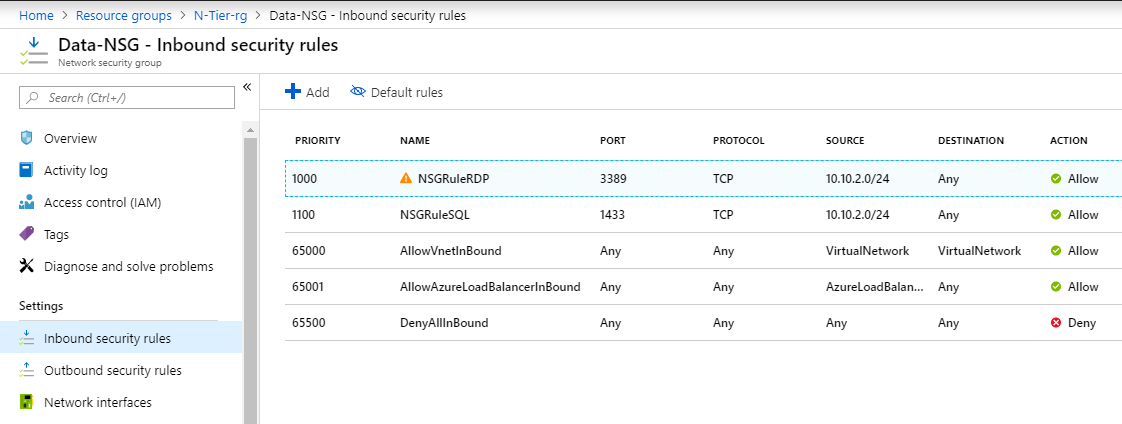 Home > Resource groups > N-Tier-rg > Data-NSG - Inbound security rules
Data-NSG - Inbound security rules
Network security group
Search (Ctrl+/)
«
Overview
Activity log
Access control (IAM)
Tags
Diagnose and solve problems
Settings
Inbound security rules
Outbound security rules
Network interfaces
Add Default rules
PRIORITY NAME PORT PROTOCOL SOURCE DESTINATION ACTION
1000 NSGRuleRDP 3389 TCP 10.10.2.0/24 Any Allow
1100 NSGRuleSQL 1433 TCP 10.10.2.0/24 Any Allow
65000 AllowVnetInBound Any Any VirtualNetwork VirtualNetwork Allow
65001 AllowAzureLoadBalancerInBound Any Any AzureLoadBalan... Any Allow
65500 DenyAllInBound Any Any Any Any Deny